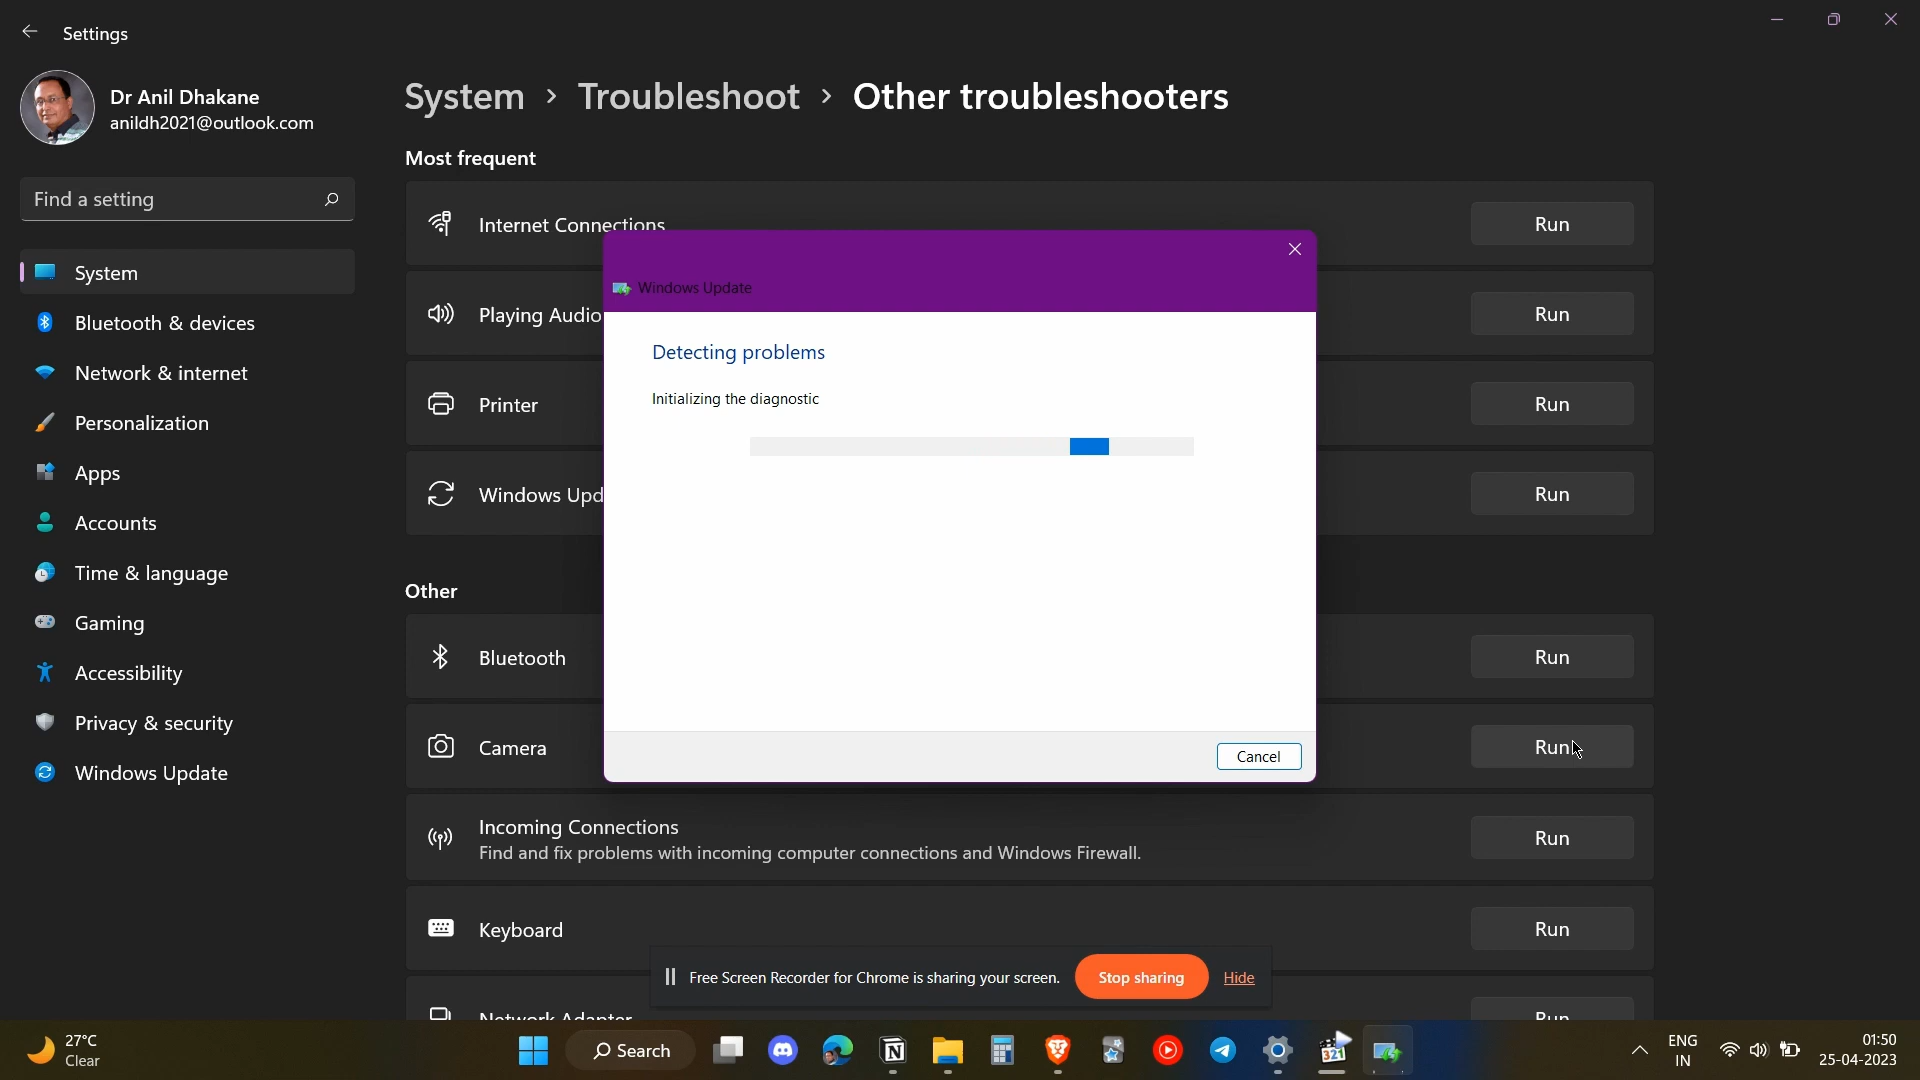 Settings
Dr Anil Dhakane
anildh2021@outlook.com
Find a setting
System
Bluetooth & devices
Network & internet
Personalization
Apps
Accounts
Time & language
Gaming
Accessibility
Privacy & security
Windows Update
System > Troubleshoot > Other troubleshooters
Most frequent
Internet Connections
Run
Playing Audio
Run
Printer
Run
Windows Upd
Run
Windows Update
Detecting problems
Initializing the diagnostic
Cancel
Other
Bluetooth
Run
Camera
Run
Incoming Connections
Find and fix problems with incoming computer connections and Windows Firewall.
Run
Keyboard
Run
Network Adapter
Run
Free Screen Recorder for Chrome is sharing your screen.
Stop sharing
Hide
27°C
Clear
Search
321
ENG
IN
01:50
25-04-2023